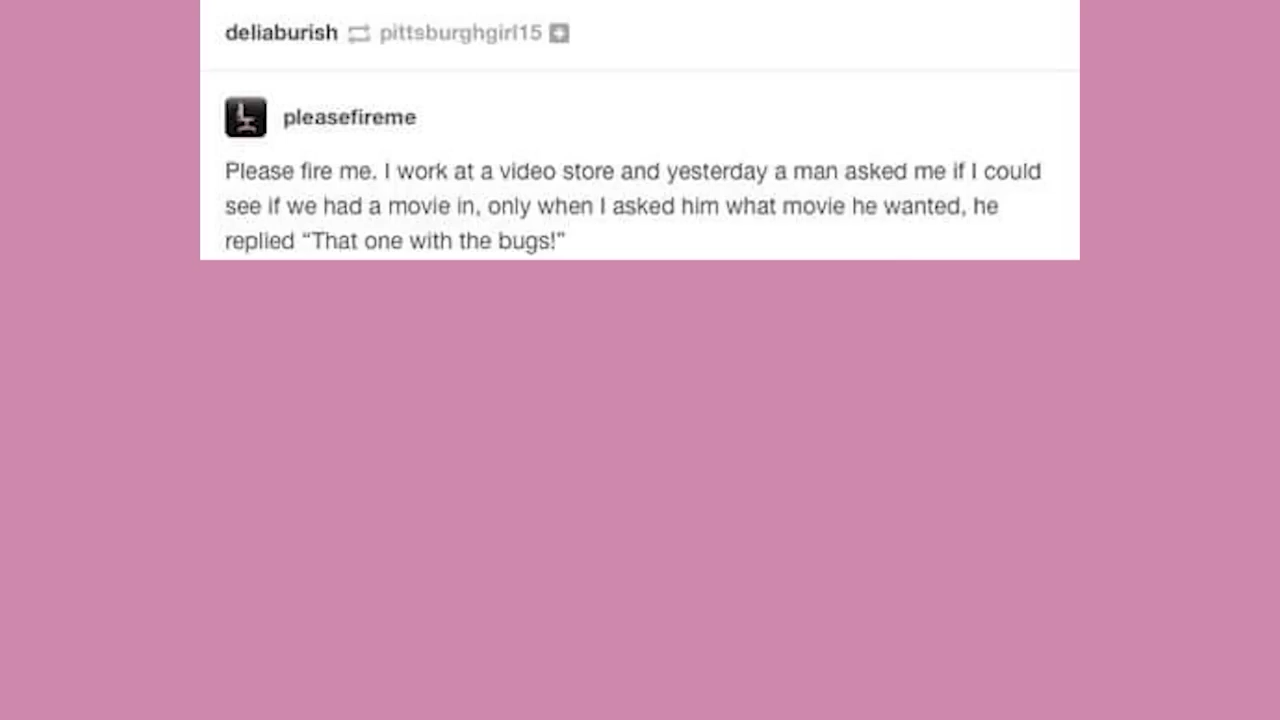 deliaburish pittsburghgirl15
pleasefireme
Please fire me. I work at a video store and yesterday a man asked me if I could
see if we had a movie in, only when I asked him what movie he wanted, he
replied “That one with the bugs!”